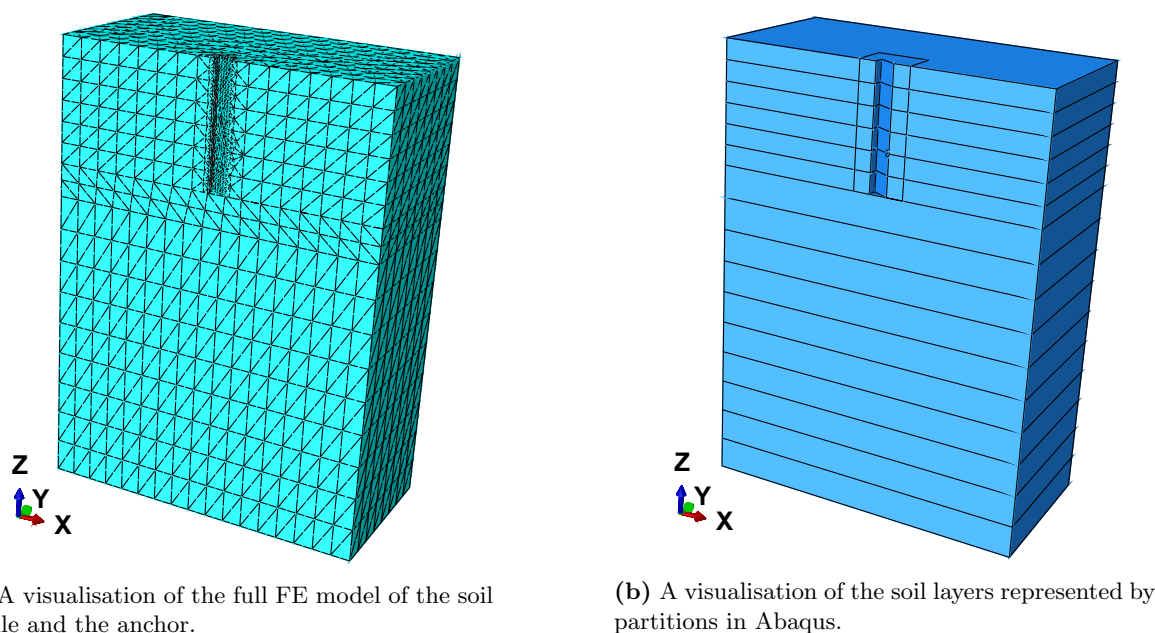 Z
Y
X
A visualisation of the full FE model of the soil
le and the anchor.
Z
Y
X
(b) A visualisation of the soil layers represented by
partitions in Abaqus.